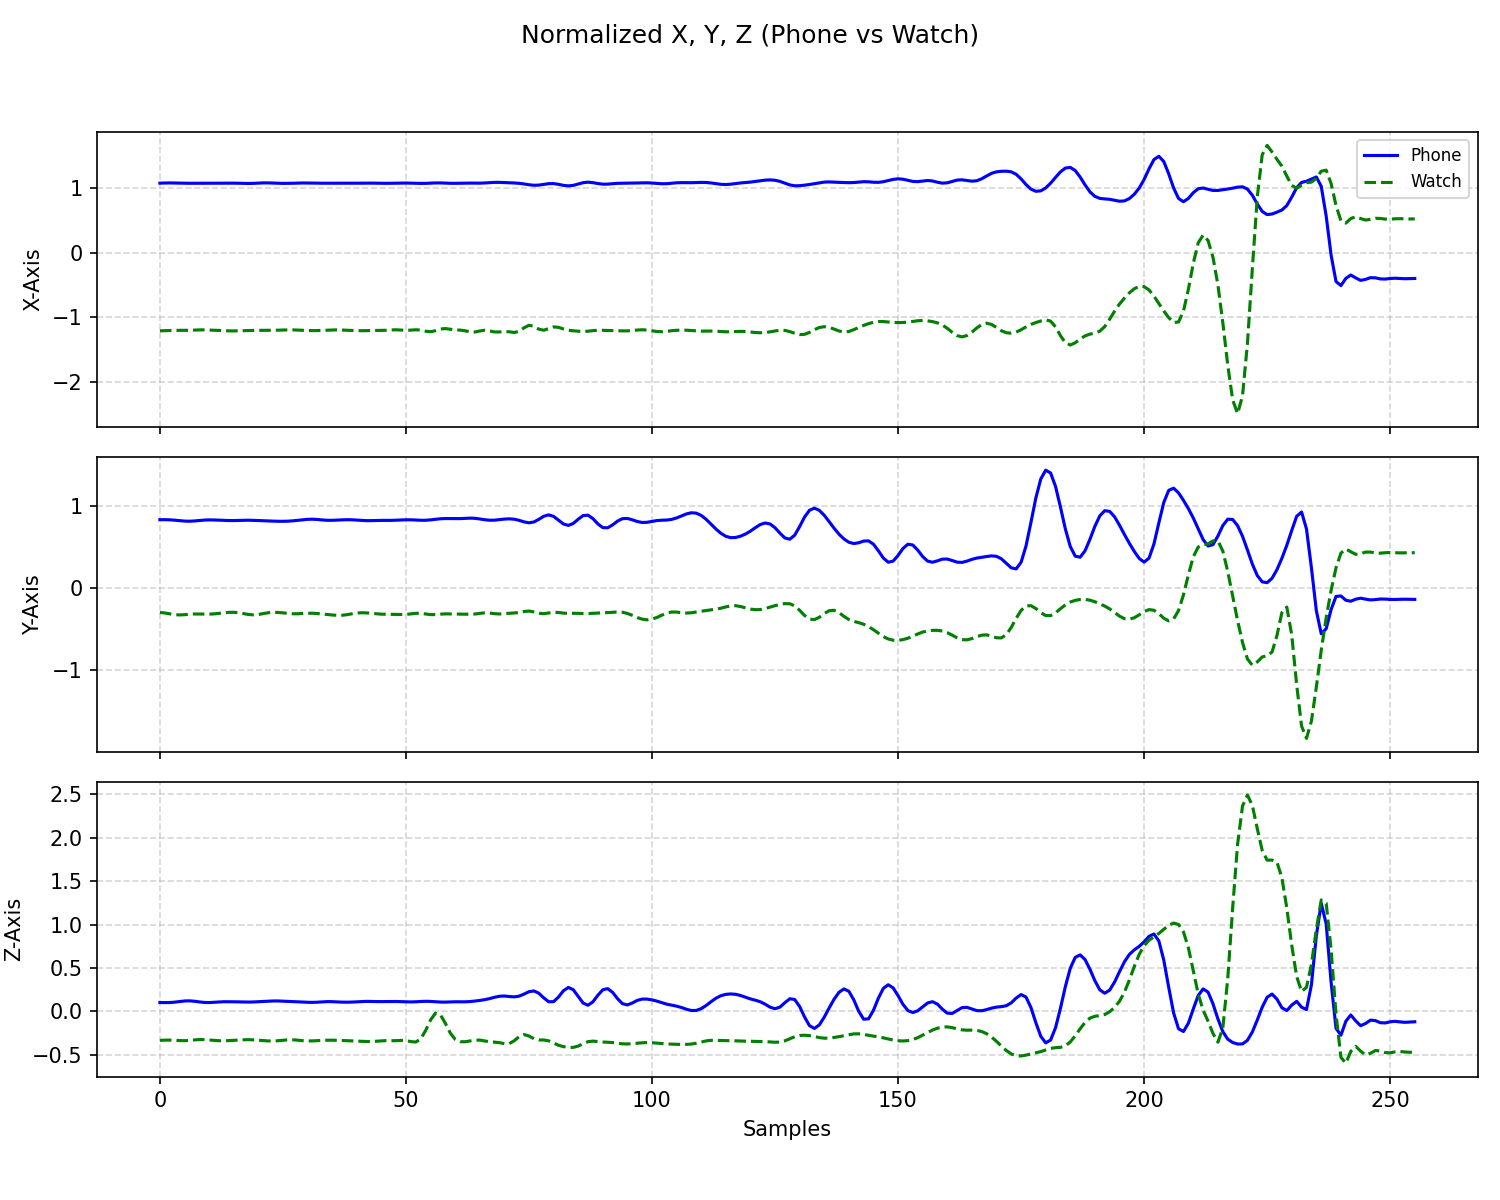 Normalized X, Y, Z (Phone vs Watch)
Phone
Watch
X-Axis
1
0
−1
−2
Y-Axis
1
0
−1
Z-Axis
2.5
2.0
1.5
1.0
0.5
0.0
−0.5
0 50 100 150 200 250
Samples